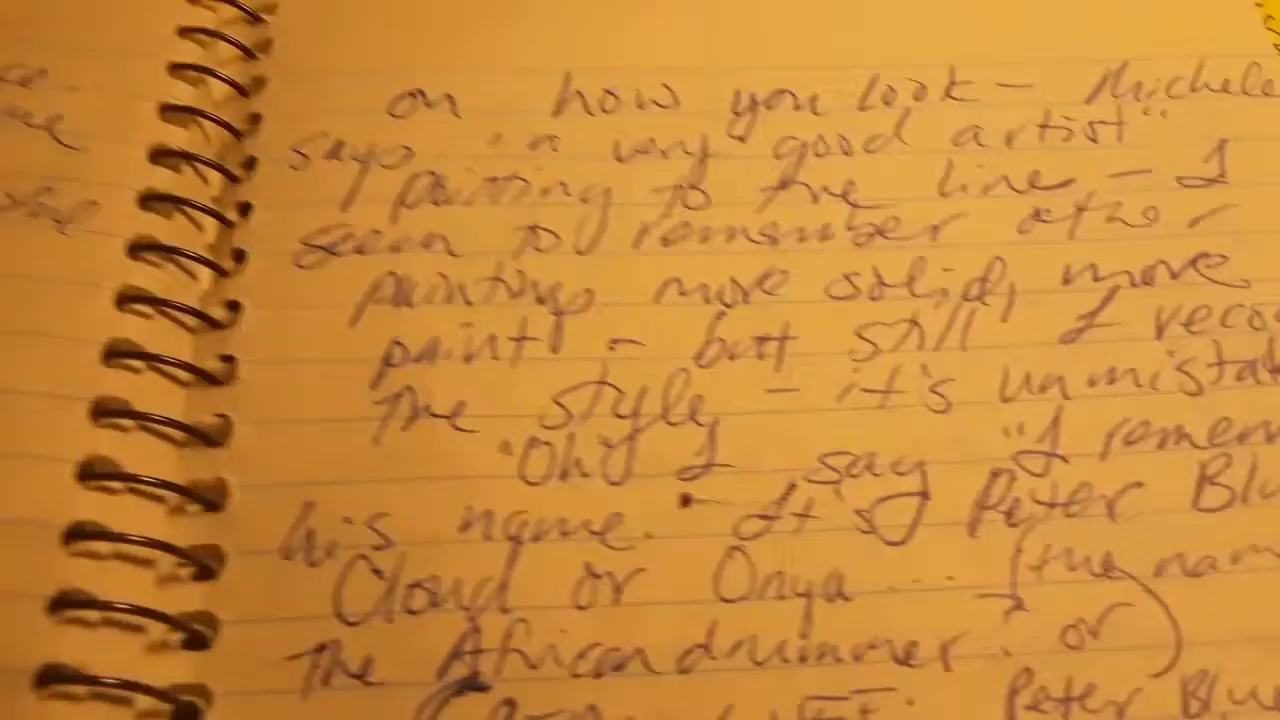 on how you look - Michele
says "a very good artist"
pointing to the line, - I
seem to remember other
paintings more solid, more
paint - but still I reco
the style, - it's unmistak
"Oh" I say "I remem
his name." It's Peter Blu
Cloud or Onya ... (the nam
the African drummer. or)
Peter Blue